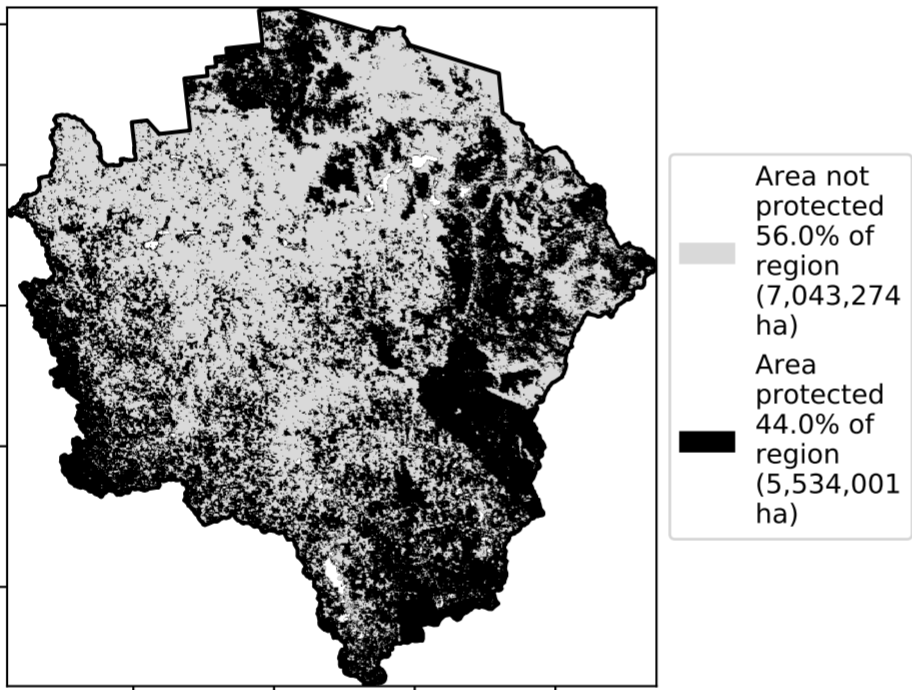 Area not
protected
56.0% of
region
(7,043,274
ha)
Area
protected
44.0% of
region
(5,534,001
ha)